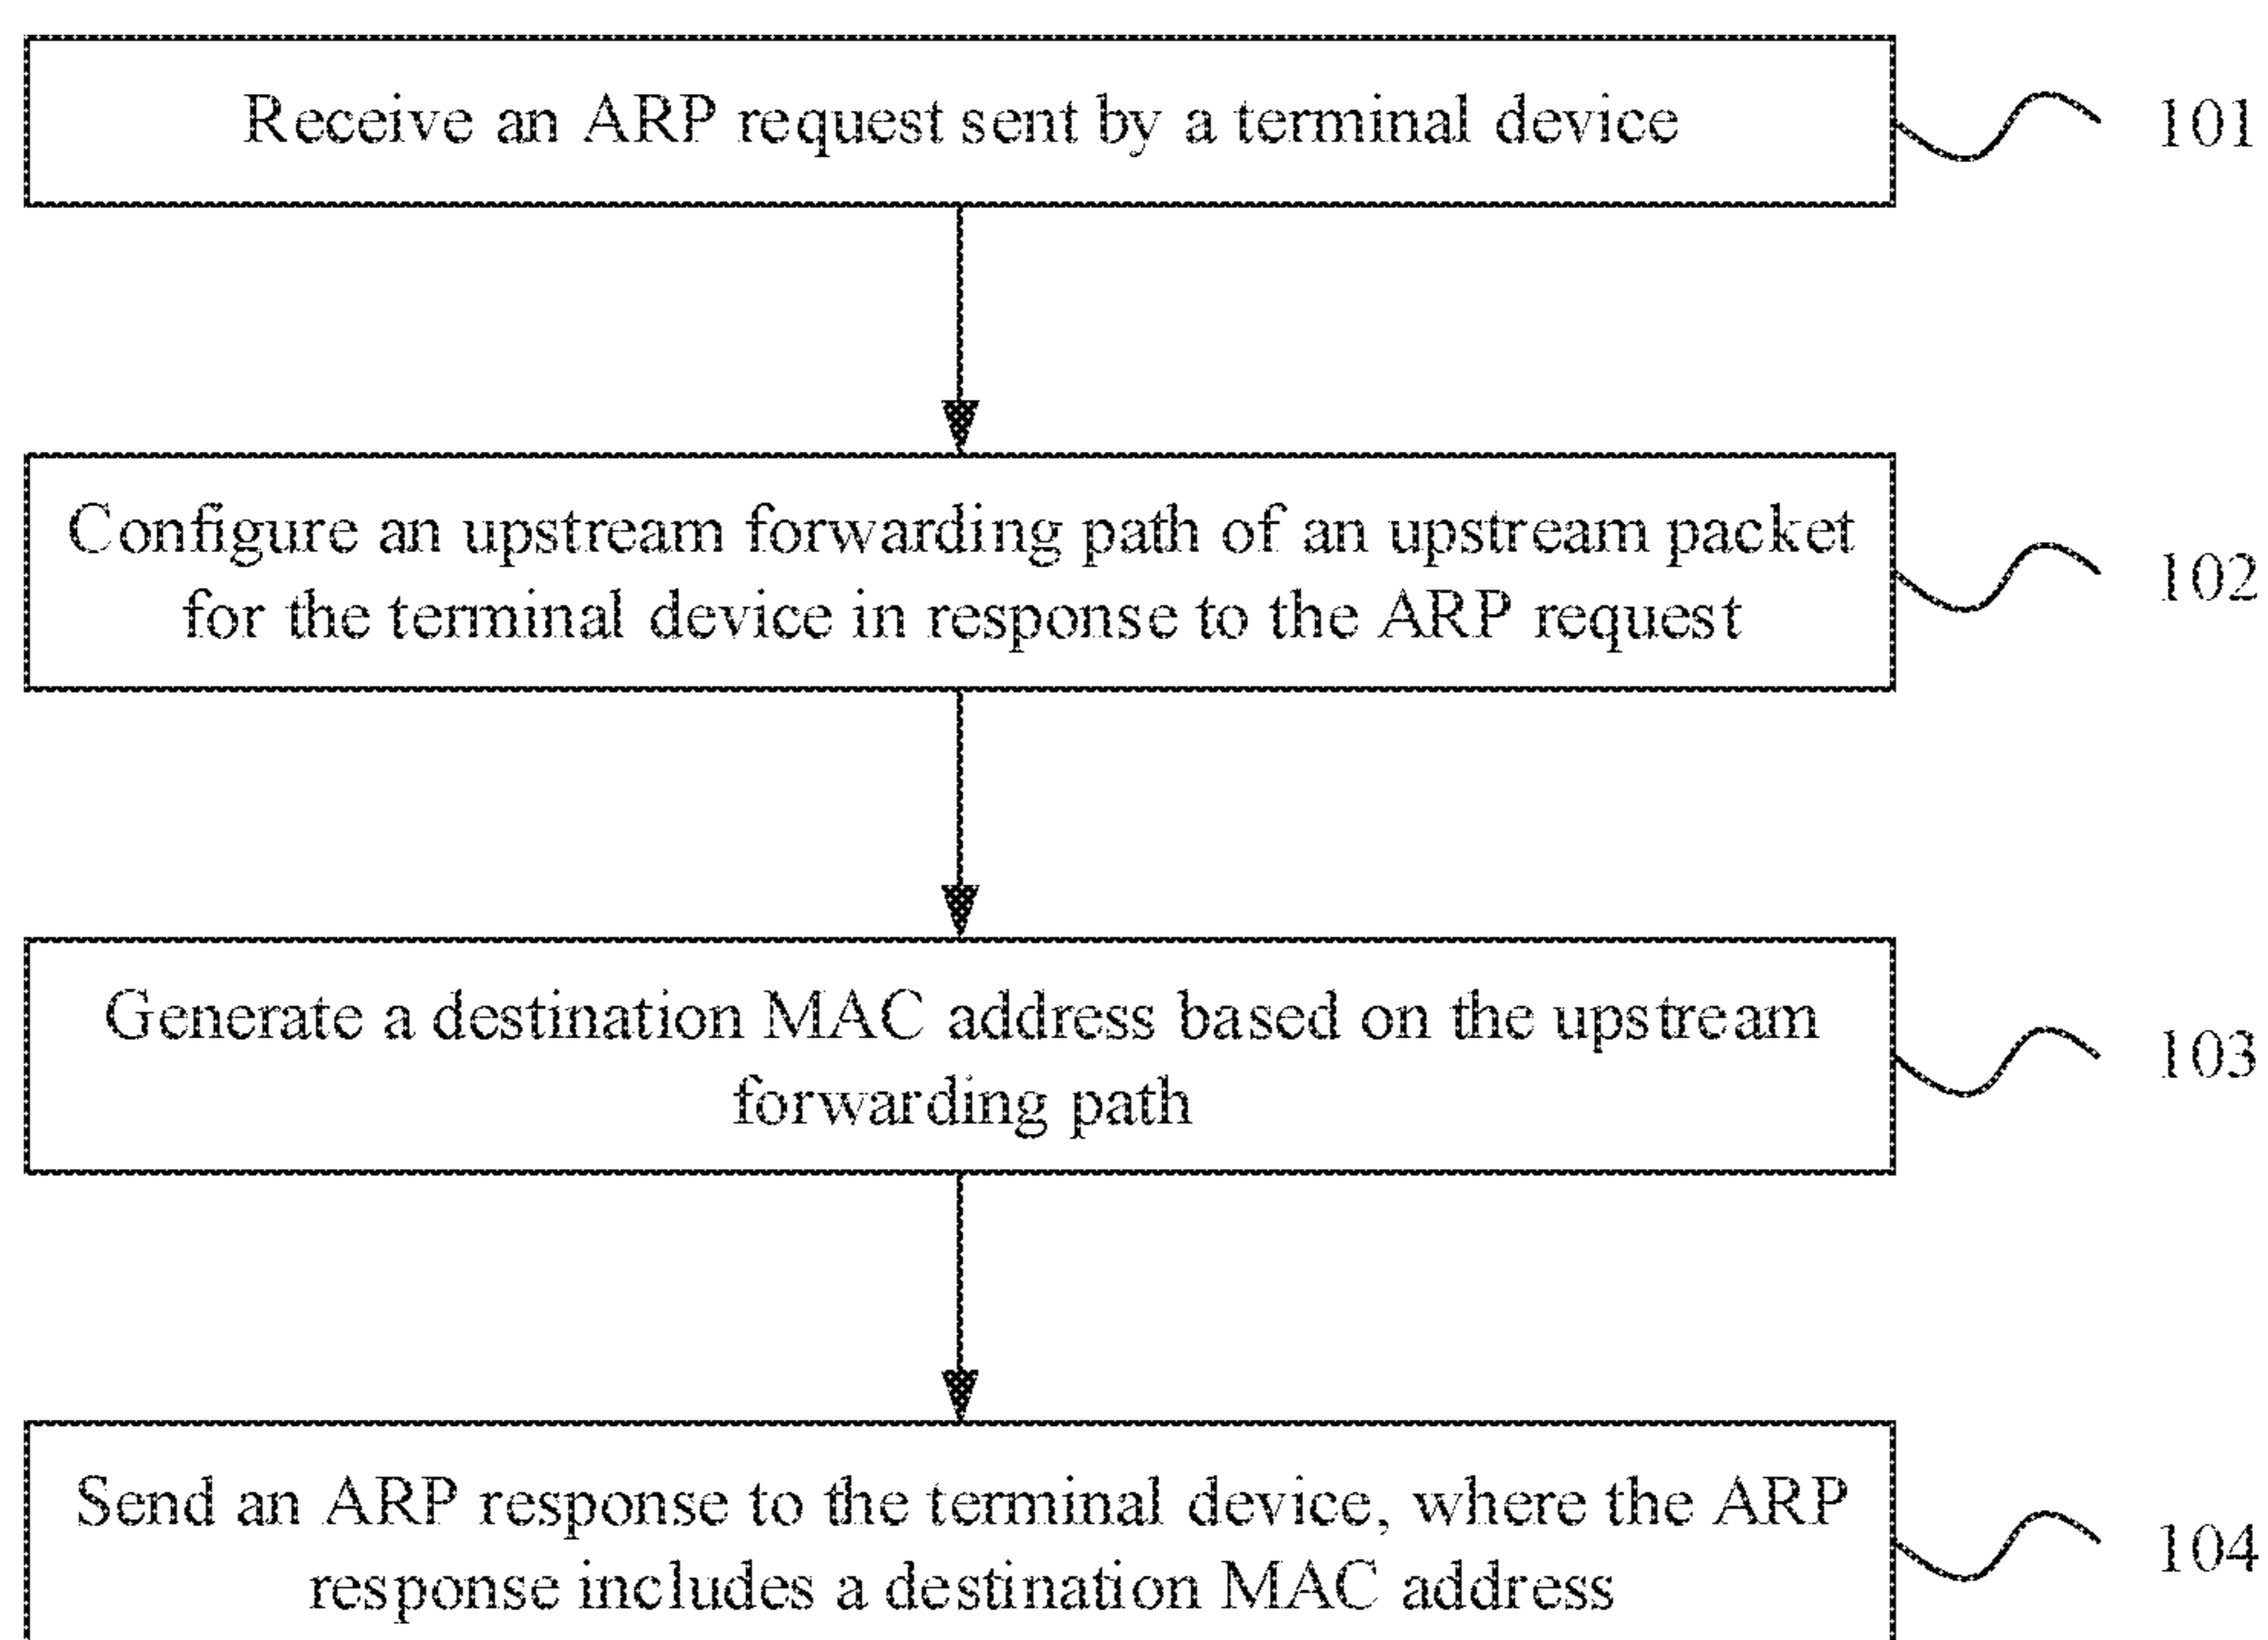 Receive an ARP request sent by a terminal device
101
Configure an upstream forwarding path of an upstream packet
for the terminal device in response to the ARP request
102
Generate a destination MAC address based on the upstream
forwarding path
103
Send an ARP response to the terminal device, where the ARP
response includes a destination MAC address
104